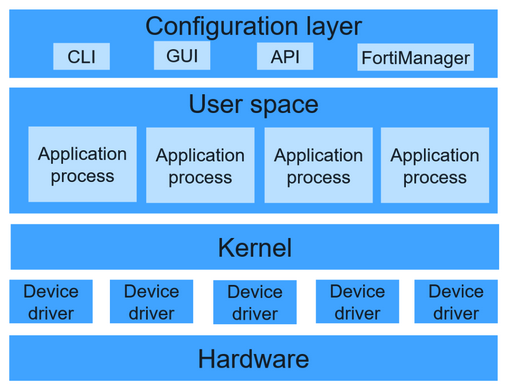 Configuration layer
CLI GUI API FortiManager
User space
Application process Application process Application process Application process
Kernel
Device driver Device driver Device driver Device driver Device driver
Hardware